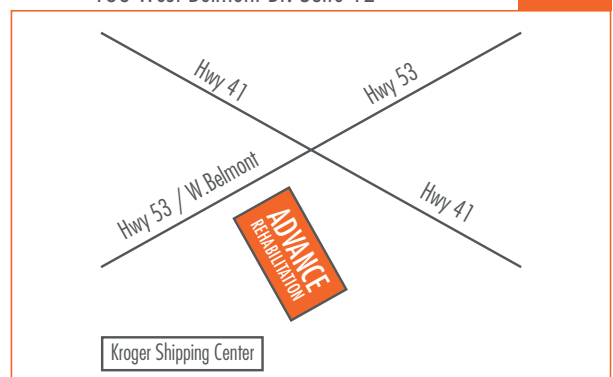 Hwy 41
Hwy 53
Hwy 53 / W.Belmont
Hwy 41
ADVANCE
REHABILITATION
Kroger Shipping Center